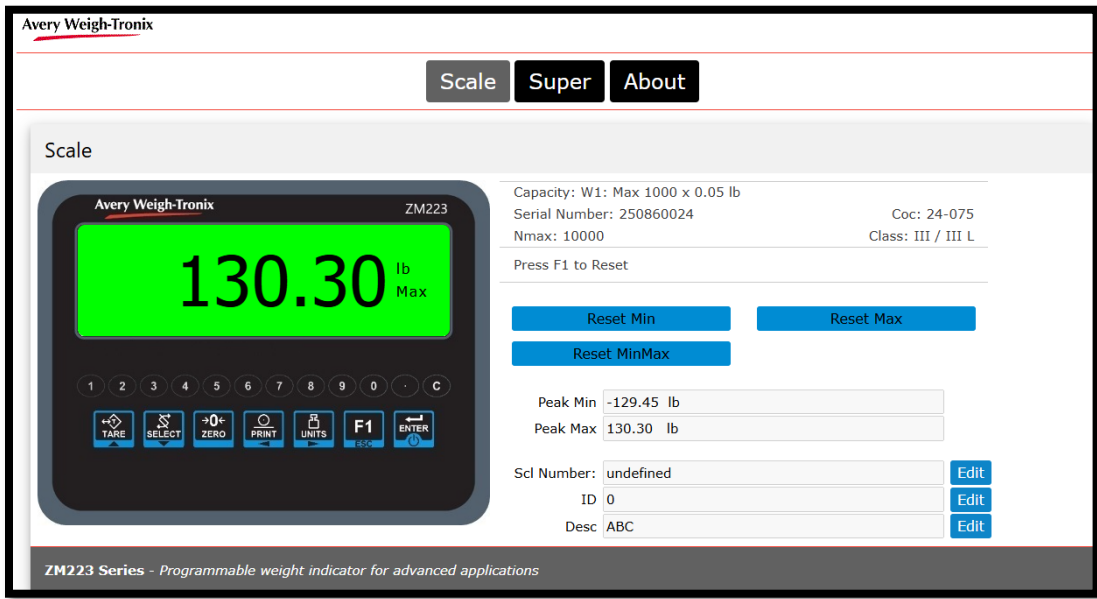 Avery Weigh-Tronix
Scale Super About
Scale
Avery Weigh-Tronix ZM223
130.30 lb
Max
1 2 3 4 5 6 7 8 9 0 · C
TARE SELECT →0← ZERO PRINT UNITS F1 ESC ENTER
Capacity: W1: Max 1000 x 0.05 lb
Serial Number: 250860024 Coc: 24-075
Nmax: 10000 Class: III / III L
Press F1 to Reset
Reset Min Reset Max
Reset MinMax
Peak Min -129.45 lb
Peak Max 130.30 lb
Scl Number: undefined Edit
ID 0 Edit
Desc ABC Edit
ZM223 Series - Programmable weight indicator for advanced applications